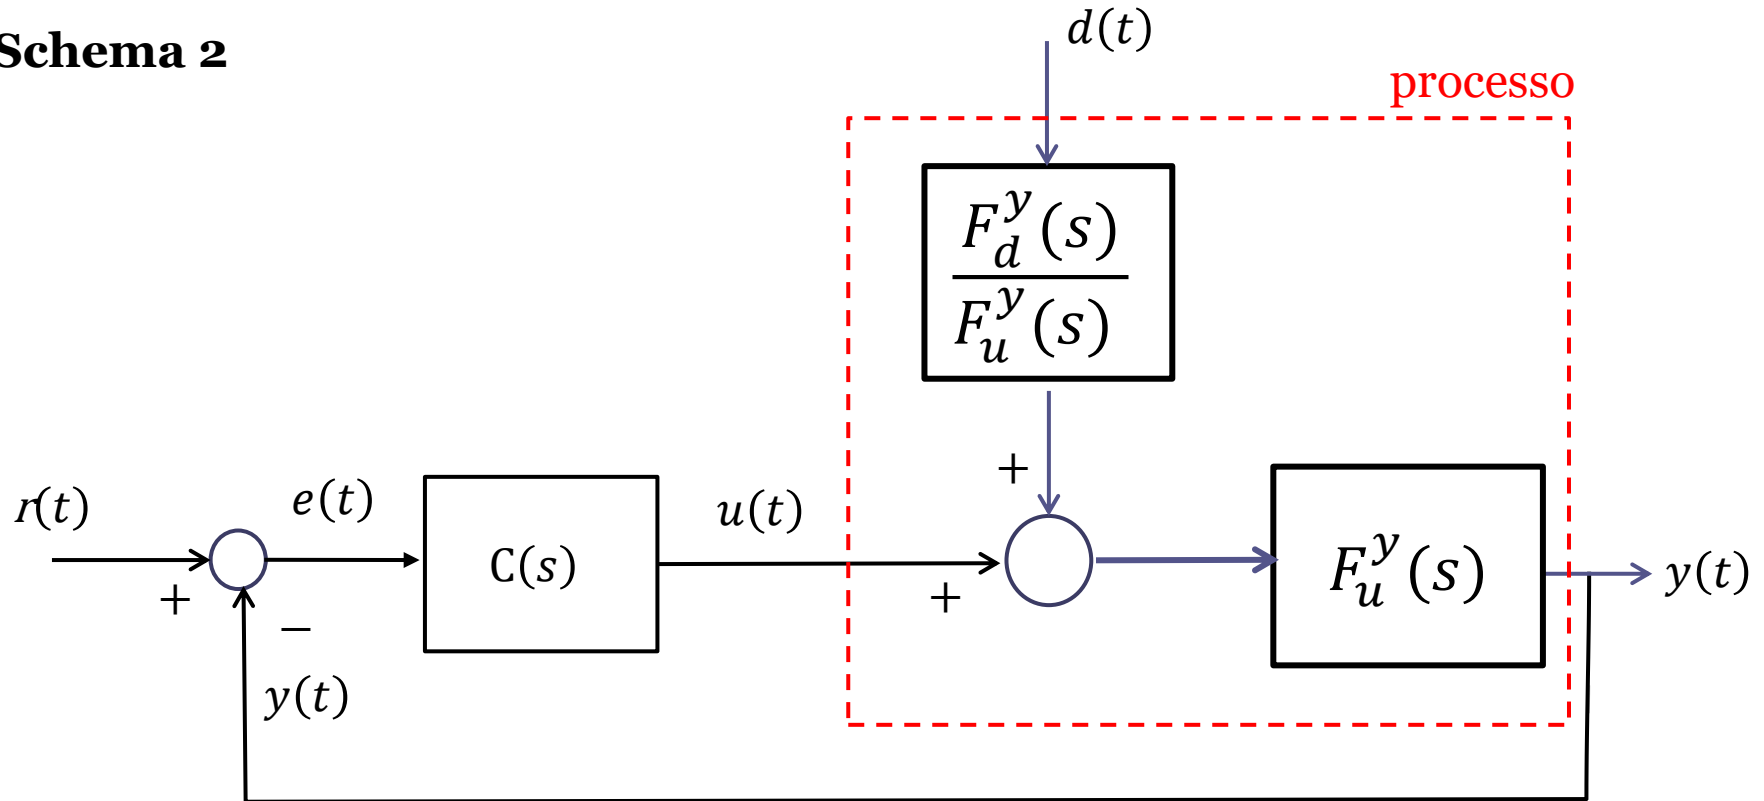 Schema 2
d(t)
processo
F_d^y(s)
F_u^y(s)
+
r(t)
e(t)
C(s)
u(t)
F_u^y(s)
y(t)
+
−
+
y(t)